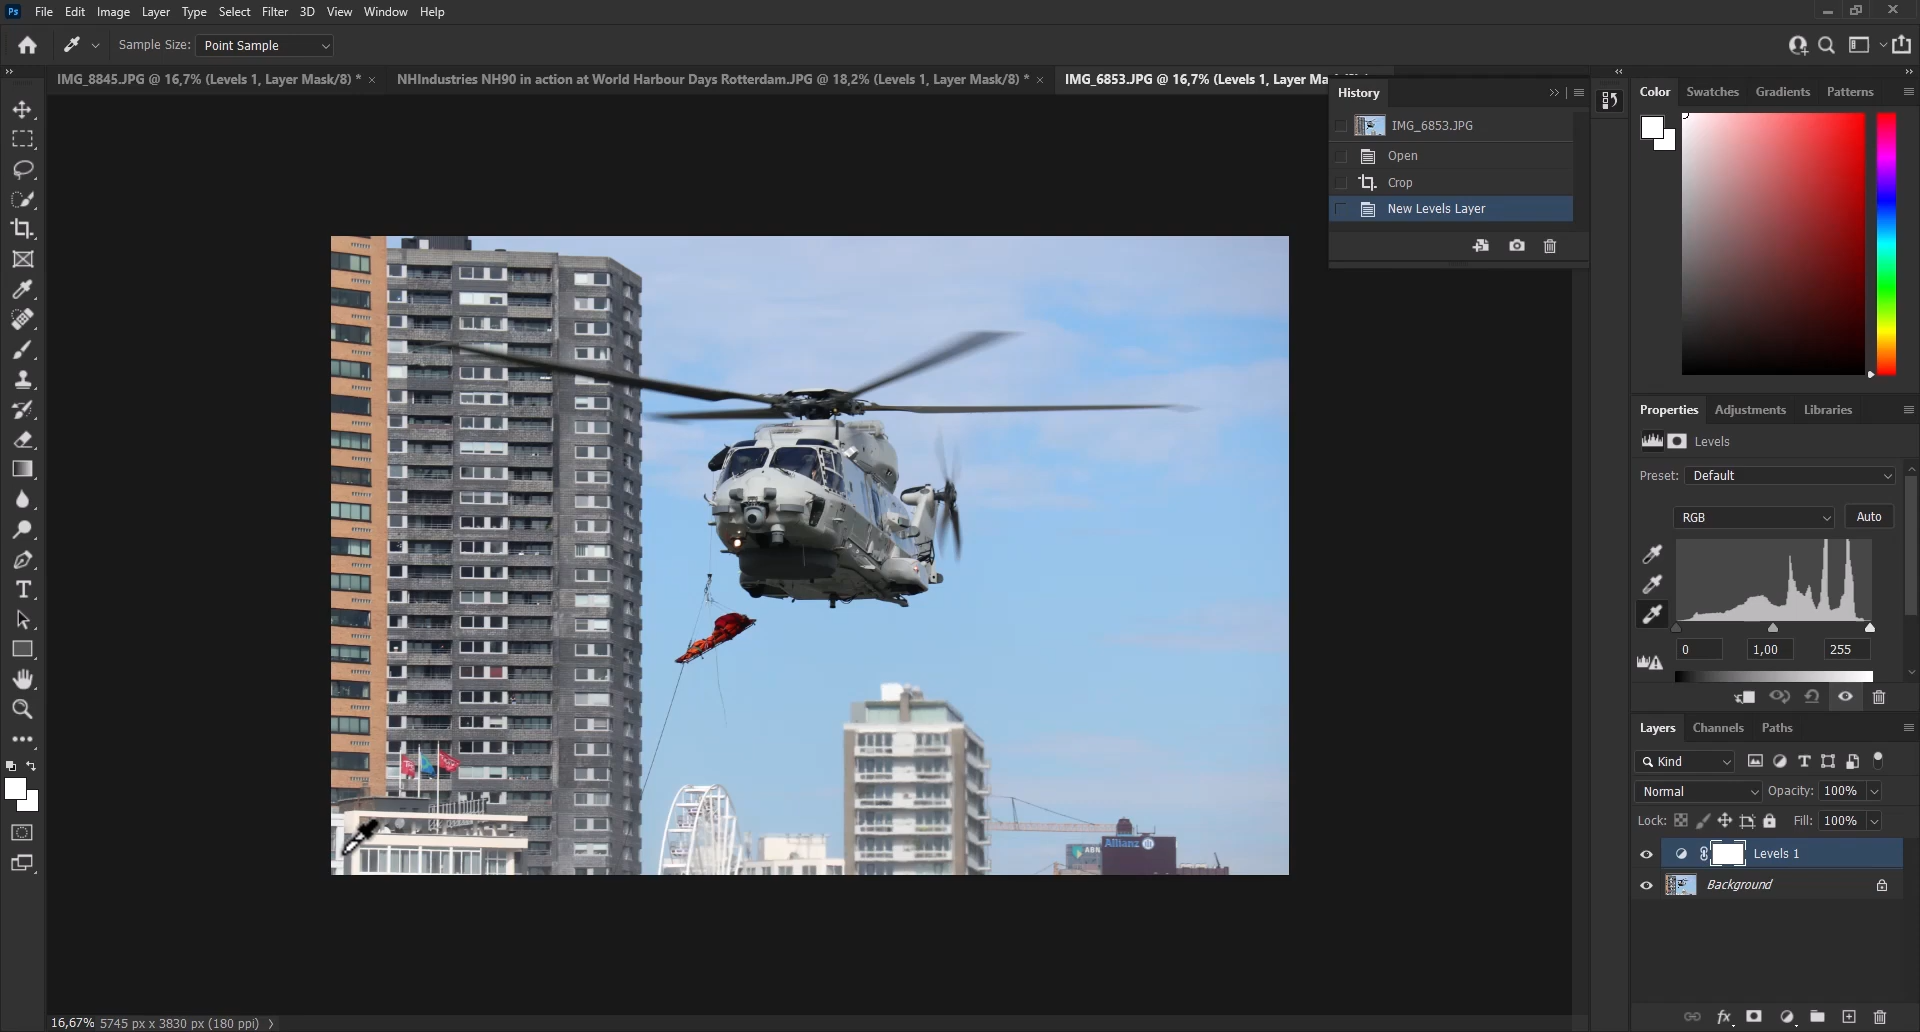 Ps File Edit Image Layer Type Select Filter 3D View Window Help
Sample Size: Point Sample
IMG_8845.JPG @ 16,7% (Levels 1, Layer Mask/8) * × NHIndustries NH90 in action at World Harbour Days Rotterdam.JPG @ 18,2% (Levels 1, Layer Mask/8) * × IMG_6853.JPG @ 16,7% (Levels 1, Layer Ma
History
IMG_6853.JPG
Open
Crop
New Levels Layer
Color Swatches Gradients Patterns
Properties Adjustments Libraries
Levels
Preset: Default
RGB Auto
0 1,00 255
Layers Channels Paths
Kind
Normal Opacity: 100%
Lock: Fill: 100%
Levels 1
Background
Allianz
ABN
16,67% 5745 px x 3830 px (180 ppi)